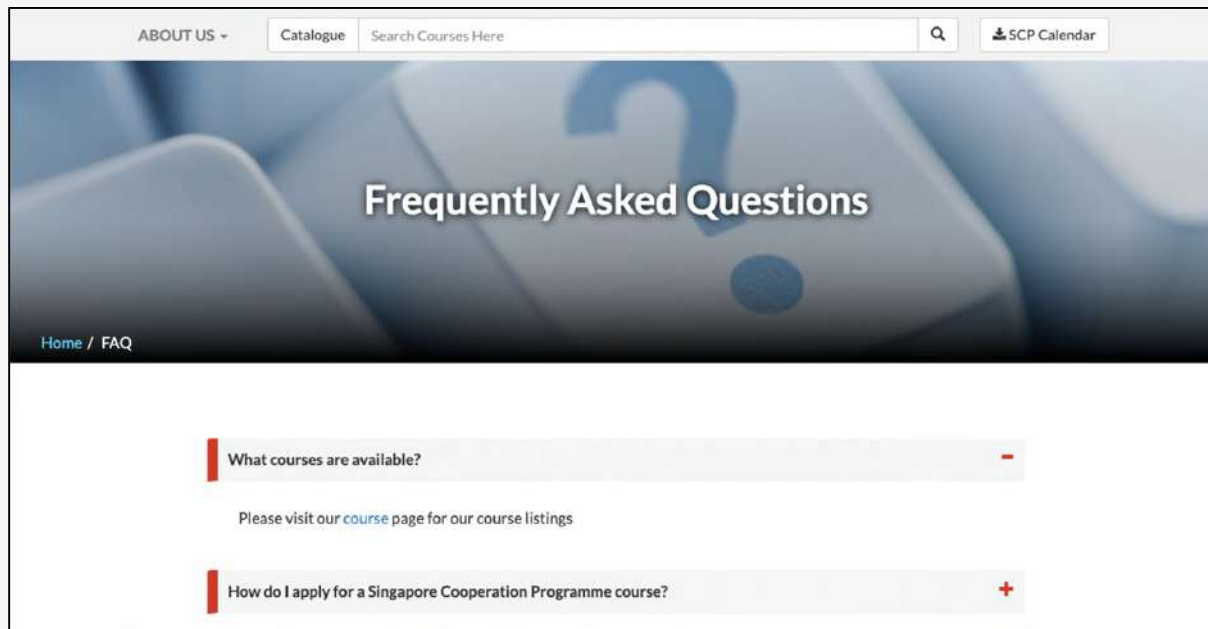 ABOUT US
Catalogue
Search Courses Here
SCP Calendar
Frequently Asked Questions
Home / FAQ
What courses are available?
Please visit our course page for our course listings
How do I apply for a Singapore Cooperation Programme course?